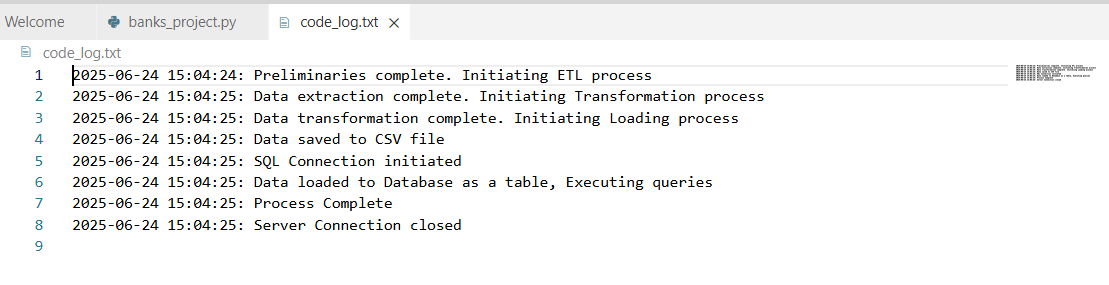 Welcome banks_project.py code_log.txt
code_log.txt
1 2025-06-24 15:04:24: Preliminaries complete. Initiating ETL process
2 2025-06-24 15:04:25: Data extraction complete. Initiating Transformation process
3 2025-06-24 15:04:25: Data transformation complete. Initiating Loading process
4 2025-06-24 15:04:25: Data saved to CSV file
5 2025-06-24 15:04:25: SQL Connection initiated
6 2025-06-24 15:04:25: Data loaded to Database as a table, Executing queries
7 2025-06-24 15:04:25: Process Complete
8 2025-06-24 15:04:25: Server Connection closed
9